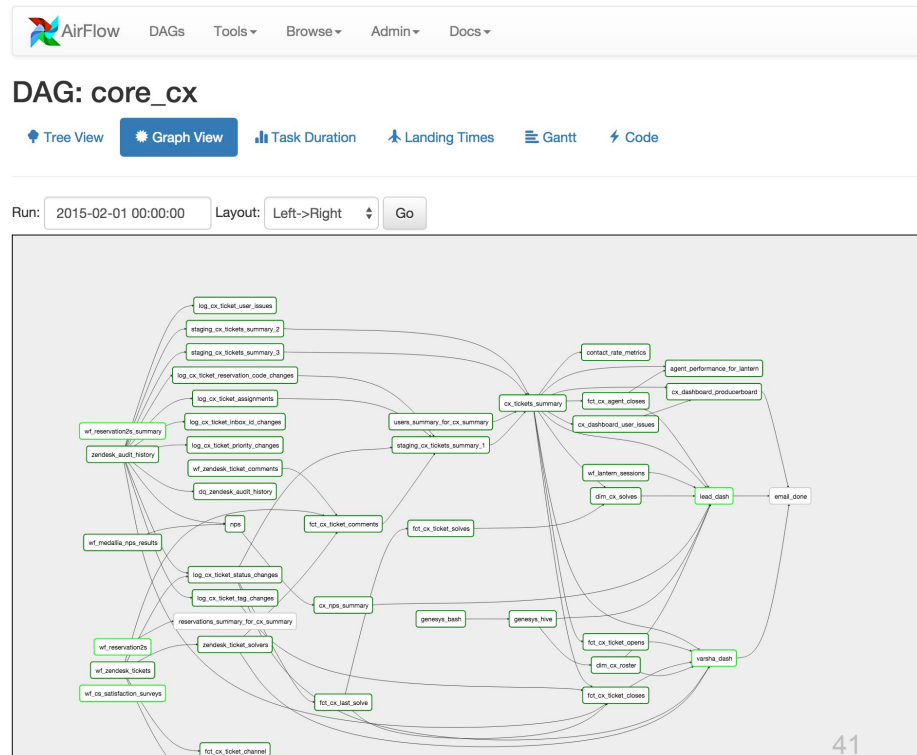 AirFlow DAGs Tools Browse Admin Docs
DAG: core_cx
Tree View Graph View Task Duration Landing Times Gantt Code
Run: 2015-02-01 00:00:00 Layout: Left->Right Go
log_cx_ticket_user_issues
staging_cx_tickets_summary_2
staging_cx_tickets_summary_3
contact_rate_metrics
agent_performance_for_lantern
log_cx_ticket_reservation_code_changes
cx_dashboard_producerboard
log_cx_ticket_assignments
cx_tickets_summary
fct_cx_agent_closes
log_cx_ticket_inbox_id_changes
users_summary_for_cx_summary
cx_dashboard_user_issues
wf_reservation2s_summary
log_cx_ticket_priority_changes
staging_cx_tickets_summary_1
zendesk_audit_history
wf_zendesk_ticket_comments
wf_lantern_sessions
dq_zendesk_audit_history
dim_cx_solves
lead_dash
email_done
nps
fct_cx_ticket_comments
fct_cx_ticket_solves
wf_medallia_nps_results
log_cx_ticket_status_changes
log_cx_ticket_tag_changes
cx_nps_summary
reservations_summary_for_cx_summary
genesys_bash
genesys_hive
wf_reservation2s
zendesk_ticket_solvers
fct_cx_ticket_opens
varsha_dash
wf_zendesk_tickets
dim_cx_roster
wf_cs_satisfaction_surveys
fct_cx_last_solve
fct_cx_ticket_closes
fct_cx_ticket_channel
41